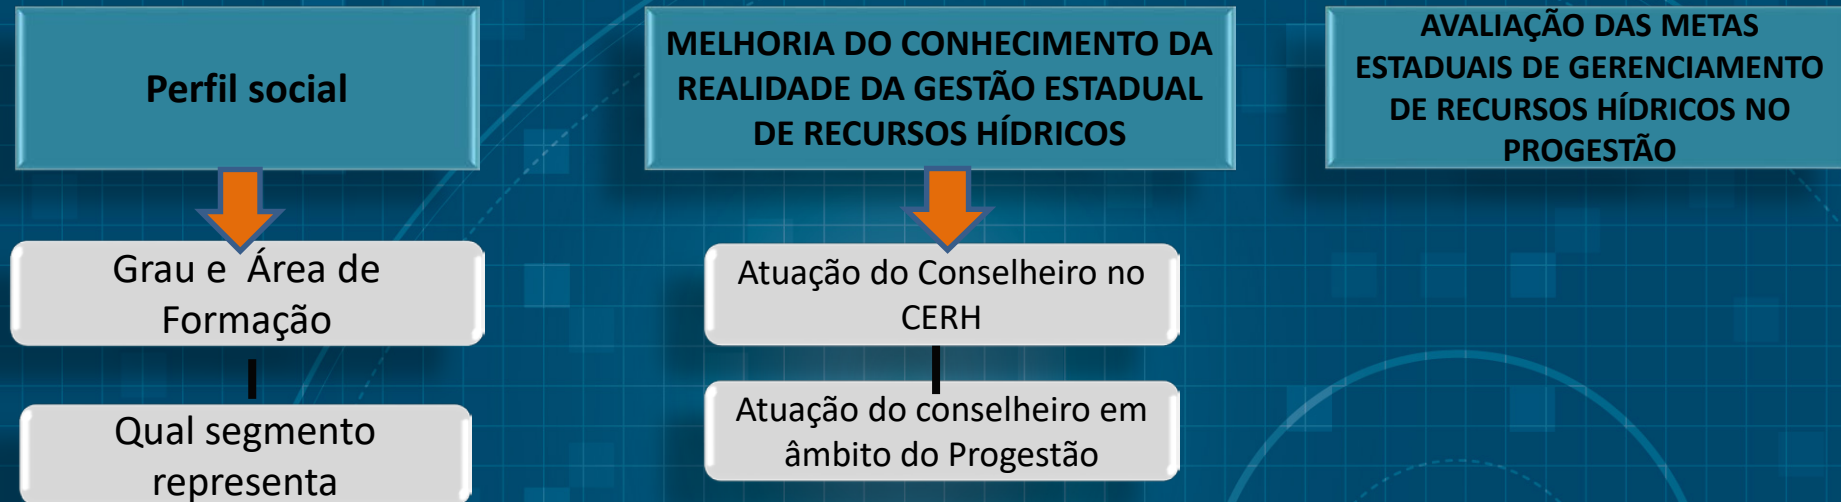 Perfil social
Grau e Área de
Formação
Qual segmento
representa
MELHORIA DO CONHECIMENTO DA
REALIDADE DA GESTÃO ESTADUAL
DE RECURSOS HÍDRICOS
Atuação do Conselheiro no
CERH
Atuação do conselheiro em
âmbito do Progestão
AVALIAÇÃO DAS METAS
ESTADUAIS DE GERENCIAMENTO
DE RECURSOS HÍDRICOS NO
PROGESTÃO